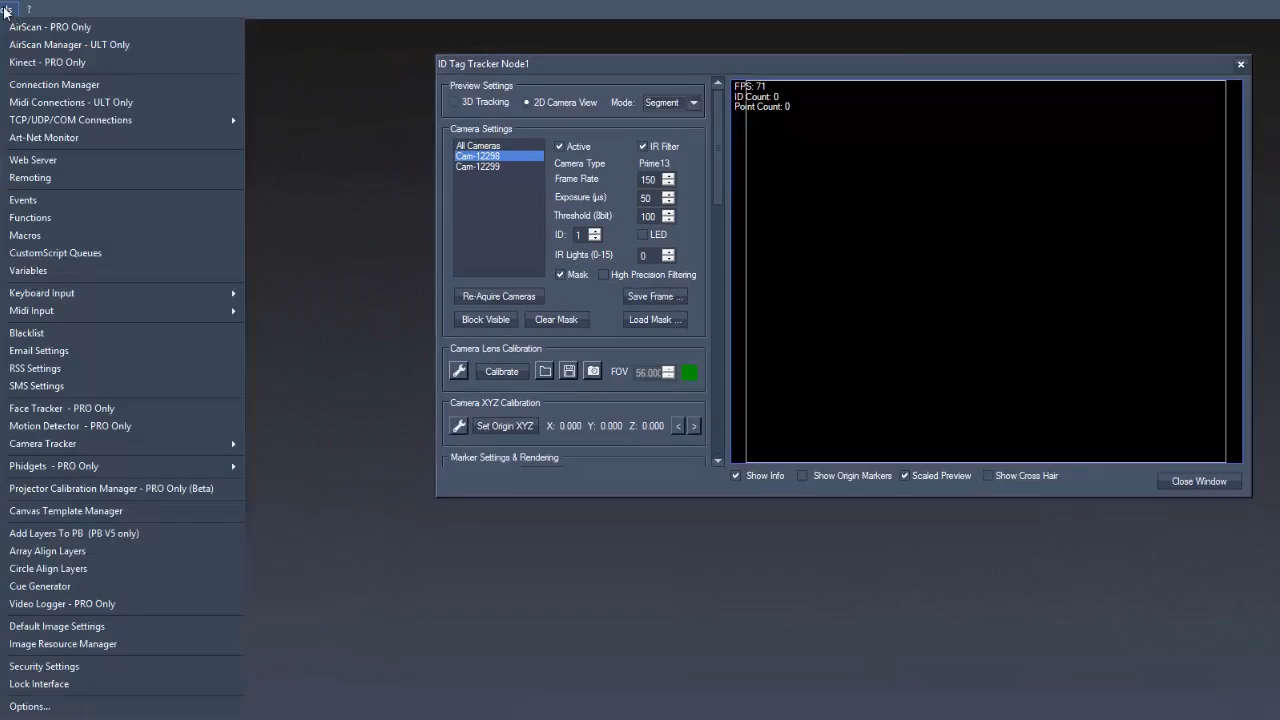 ?
AirScan - PRO Only
AirScan Manager - ULT Only
Kinect - PRO Only
Connection Manager
Midi Connections - ULT Only
TCP/UDP/COM Connections
Art-Net Monitor
Web Server
Remoting
Events
Functions
Macros
CustomScript Queues
Variables
Keyboard Input
Midi Input
Blacklist
Email Settings
RSS Settings
SMS Settings
Face Tracker - PRO Only
Motion Detector - PRO Only
Camera Tracker
Phidgets - PRO Only
Projector Calibration Manager - PRO Only (Beta)
Canvas Template Manager
Add Layers To PB (PB V5 only)
Array Align Layers
Circle Align Layers
Cue Generator
Video Logger - PRO Only
Default Image Settings
Image Resource Manager
Security Settings
Lock Interface
Options...
ID Tag Tracker Node1
Preview Settings
3D Tracking 2D Camera View Mode: Segment
Camera Settings
All Cameras
Cam-12298
Cam-12299
Active IR Filter
Camera Type Prime13
Frame Rate 150
Exposure (µs) 50
Threshold (8bit) 100
ID: 1 LED
IR Lights (0-15) 0
Mask High Precision Filtering
Re-Aquire Cameras Save Frame ...
Block Visible Clear Mask Load Mask ...
Camera Lens Calibration
Calibrate FOV 56.000
Camera XYZ Calibration
Set Origin XYZ X: 0.000 Y: 0.000 Z: 0.000 < >
Marker Settings & Rendering
FPS: 71
ID Count: 0
Point Count: 0
Show Info Show Origin Markers Scaled Preview Show Cross Hair
Close Window